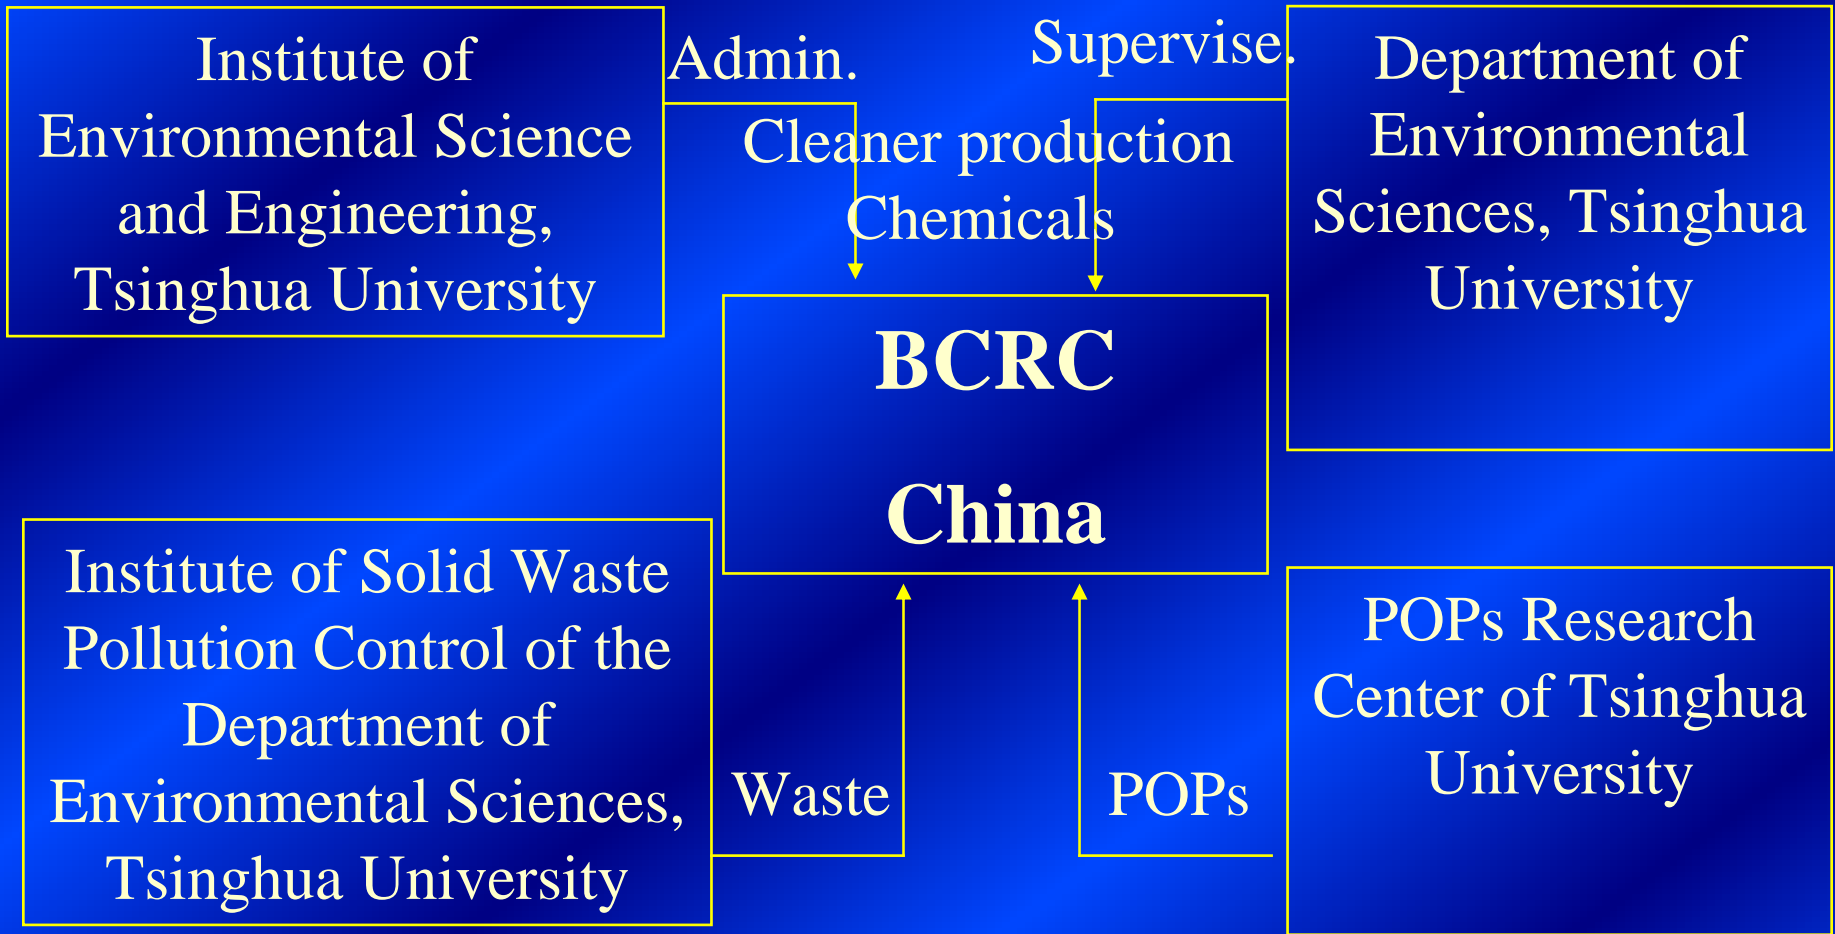 Institute of
Environmental Science
and Engineering,
Tsinghua University
Admin.
Supervise.
Cleaner production
Chemicals
Department of
Environmental
Sciences, Tsinghua
University
BCRC
China
Institute of Solid Waste
Pollution Control of the
Department of
Environmental Sciences,
Tsinghua University
Waste
POPs
POPs Research
Center of Tsinghua
University